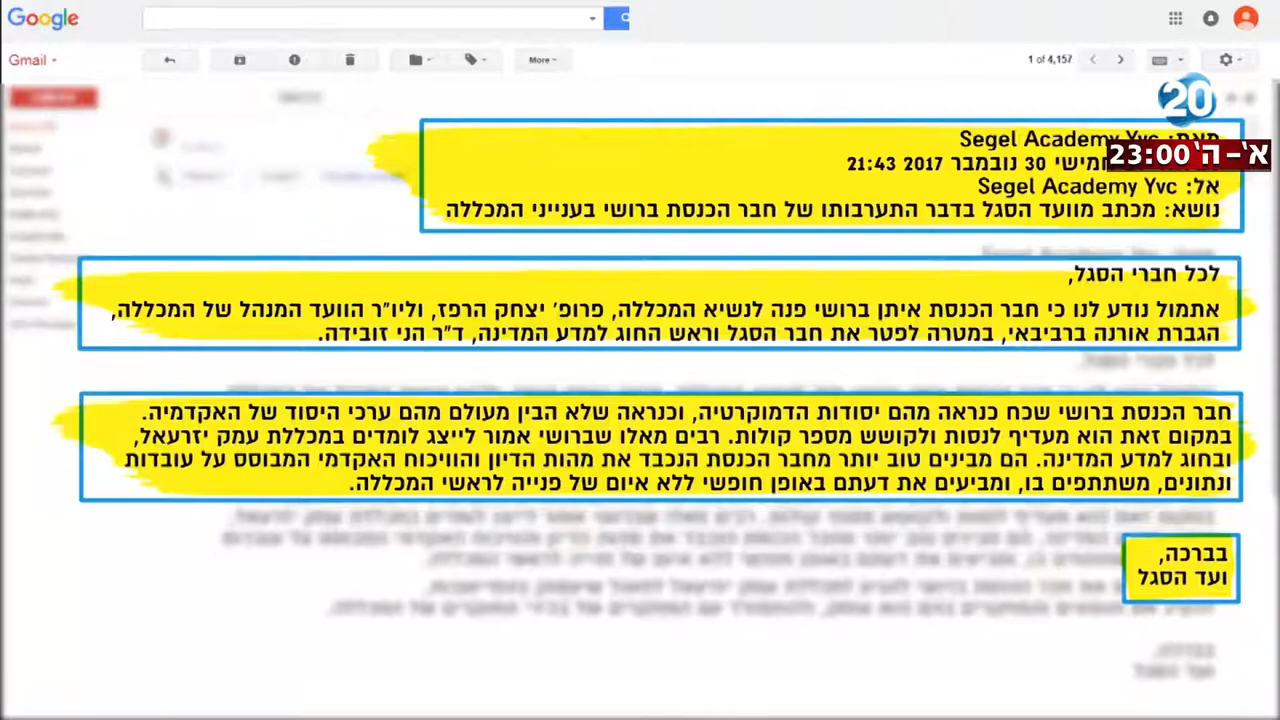 Google
Gmail
More
1 of 4,157
20
א'-ה' 23:00
מאת: Segel Academy Yvc
חמישי 30 נובמבר 2017 21:43
אל: Segel Academy Yvc
נושא: מכתב מוועד הסגל בדבר התערבותו של חבר הכנסת ברושי בענייני המכללה
לכל חברי הסגל,
אתמול נודע לנו כי חבר הכנסת איתן ברושי פנה לנשיא המכללה, פרופ' יצחק הרפז, וליו"ר הוועד המנהל של המכללה,
הגברת אורנה ברביבאי, במטרה לפטר את חבר הסגל וראש החוג למדע המדינה, ד"ר הני זובידה.
חבר הכנסת ברושי שכח כנראה מהם יסודות הדמוקרטיה, וכנראה שלא הבין מעולם מהם ערכי היסוד של האקדמיה.
במקום זאת הוא מעדיף לנסות ולקושש מספר קולות. רבים מאלו שברושי אמור לייצג לומדים במכללת עמק יזרעאל,
ובחוג למדע המדינה. הם מבינים טוב יותר מחבר הכנסת הנכבד את מהות הדיון והוויכוח האקדמי המבוסס על עובדות
ונתונים, משתתפים בו, ומביעים את דעתם באופן חופשי ללא איום של פנייה לראשי המכללה.
בברכה,
ועד הסגל